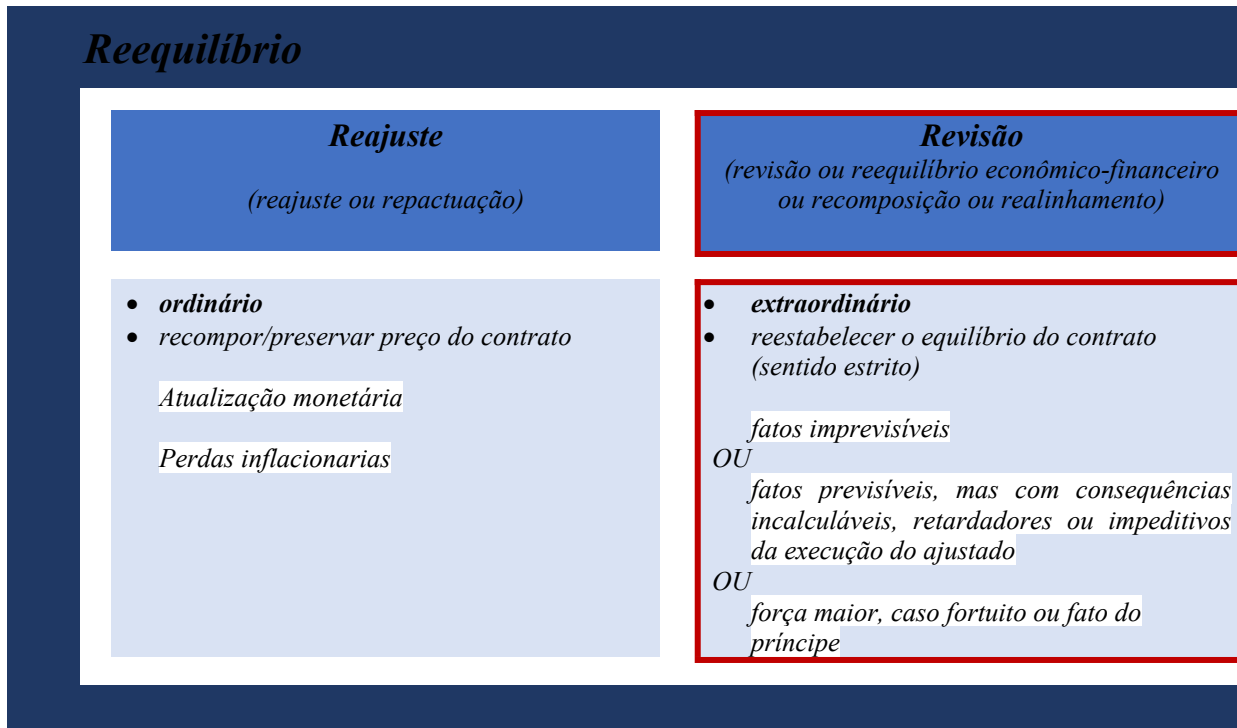 Reequilíbrio
Reajuste
(reajuste ou repactuação)
Revisão
(revisão ou reequilíbrio econômico-financeiro
ou recomposição ou realinhamento)
• ordinário
• recompor/preservar preço do contrato
Atualização monetária
Perdas inflacionarias
• extraordinário
• reestabelecer o equilíbrio do contrato
(sentido estrito)
fatos imprevisíveis
OU
fatos previsíveis, mas com consequências
incalculáveis, retardadores ou impeditivos
da execução do ajustado
OU
força maior, caso fortuito ou fato do
príncipe